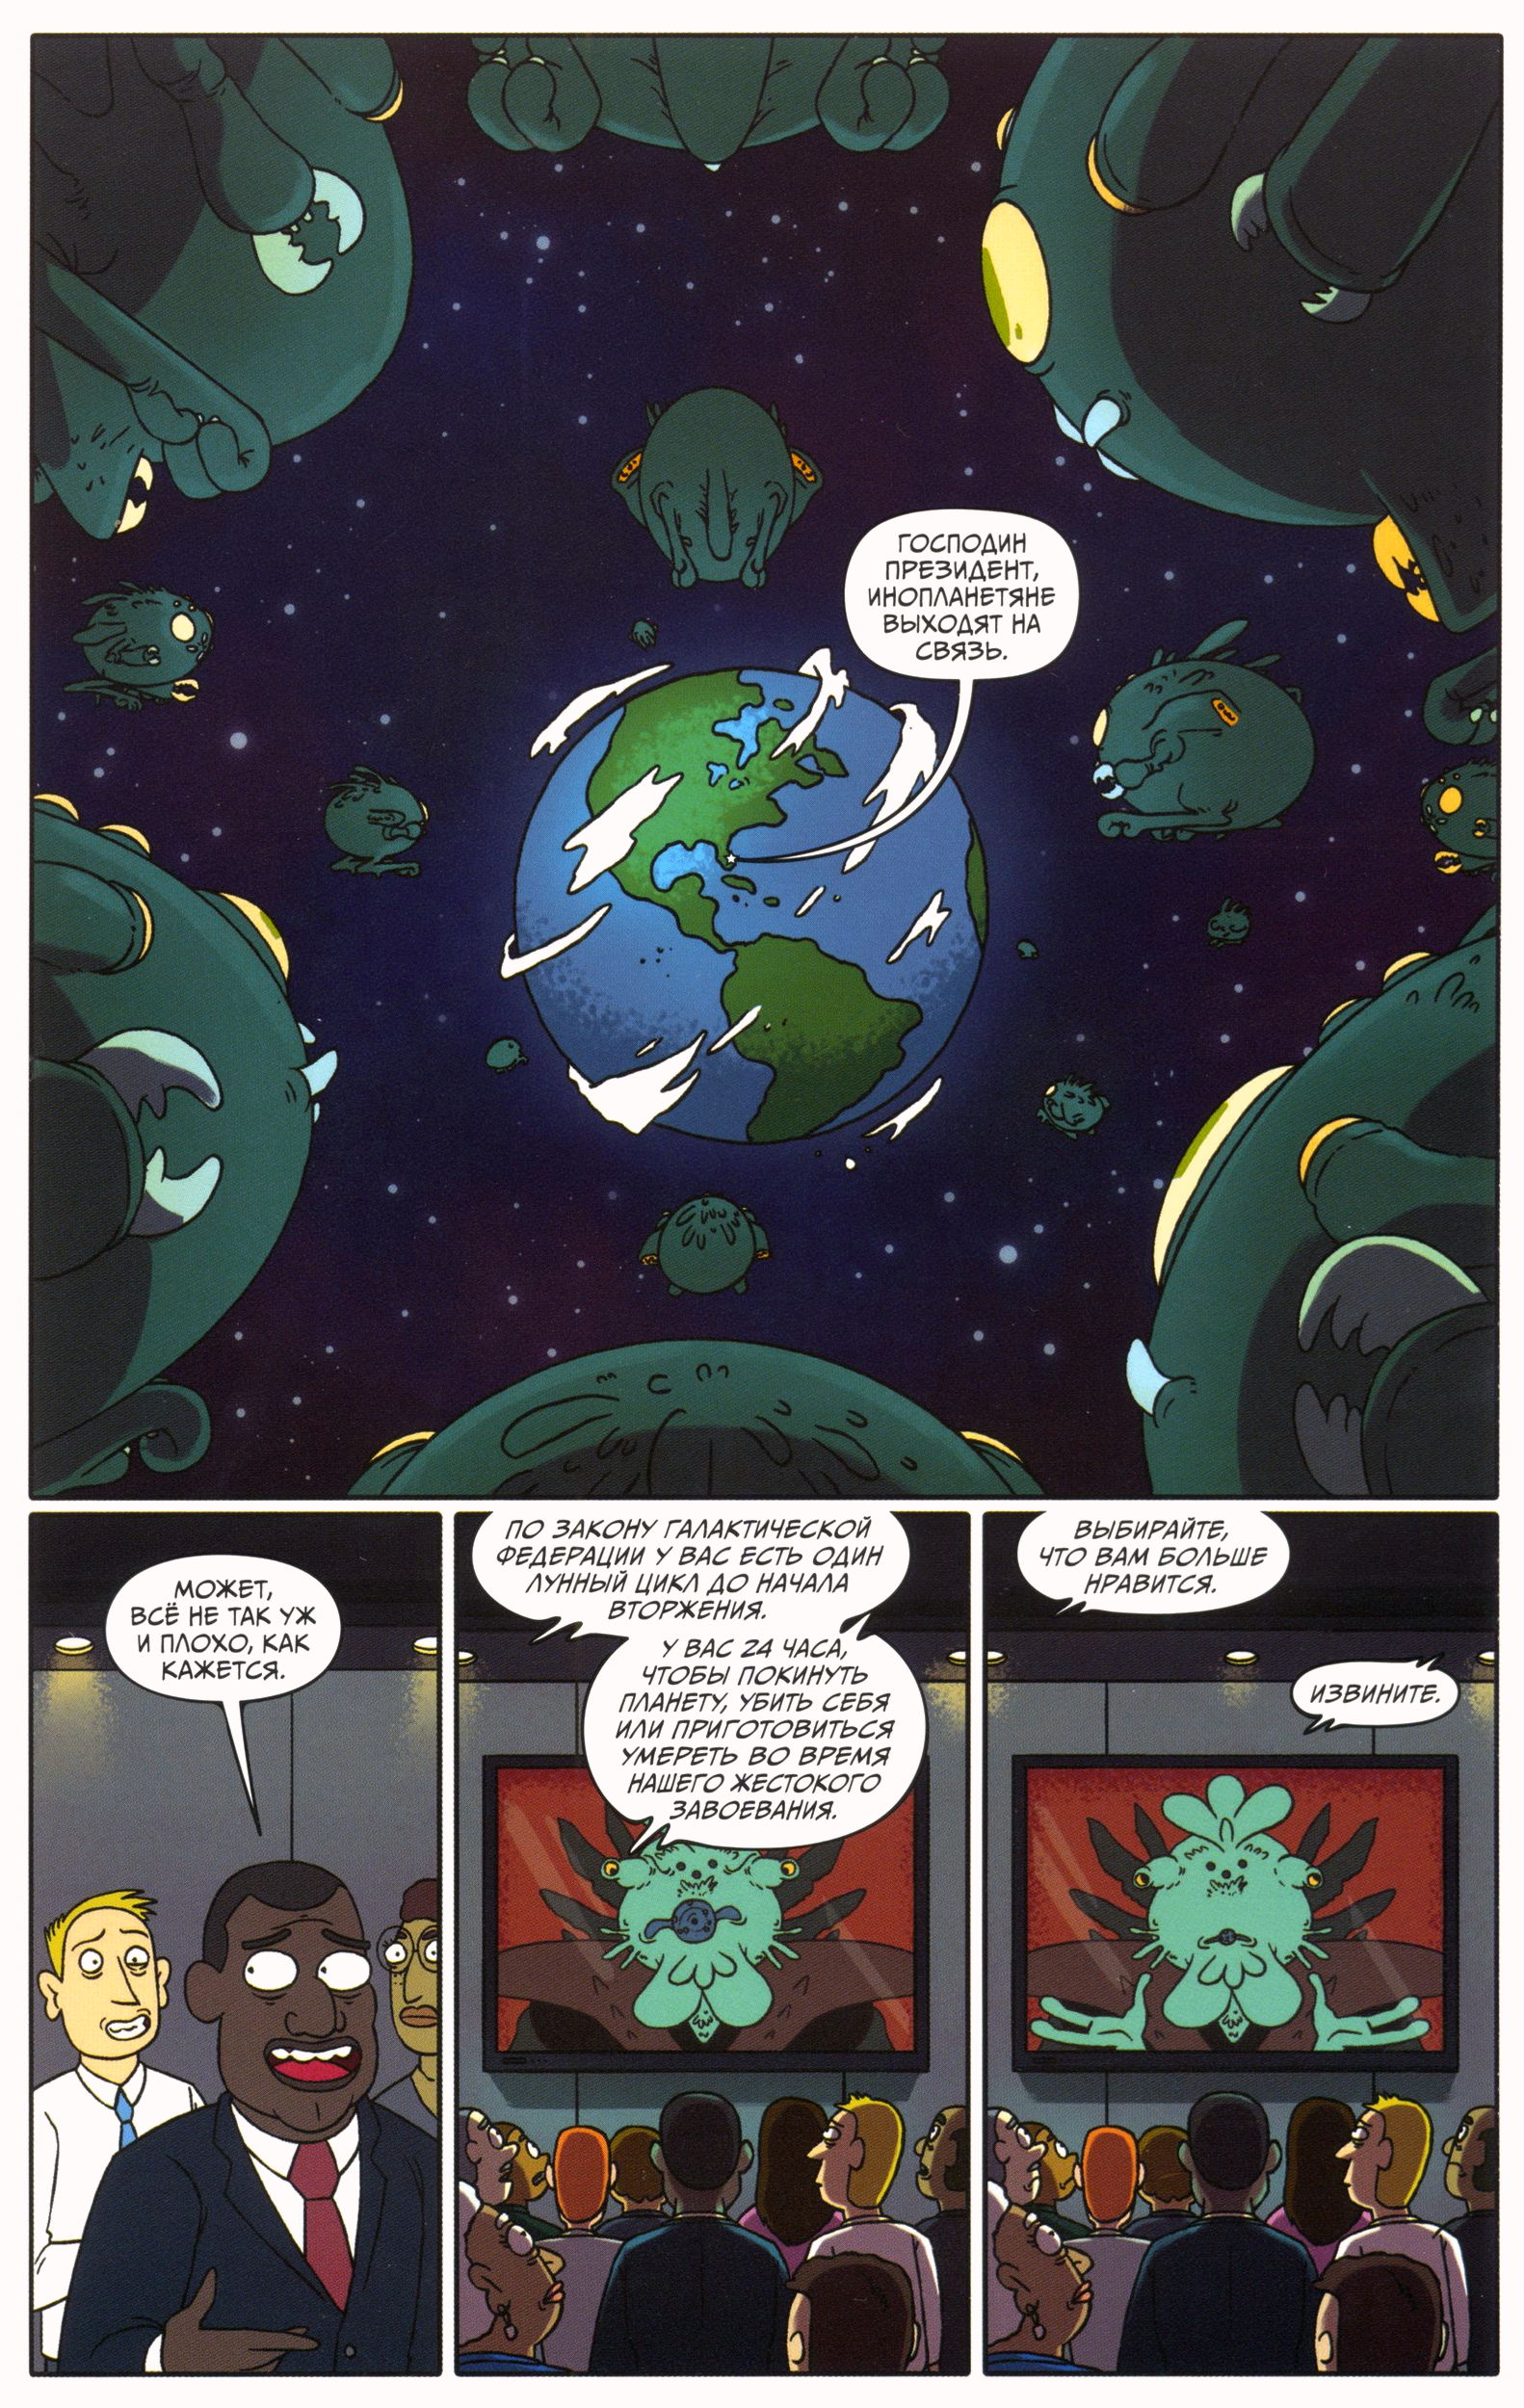 ГОСПОДИН
ПРЕЗИДЕНТ,
ИНОПЛАНЕТЯНЕ
ВЫХОДЯТ НА
СВЯЗЬ.
МОЖЕТ,
ВСЁ НЕ ТАК УЖ
И ПЛОХО, КАК
КАЖЕТСЯ.
ПО ЗАКОНУ ГАЛАКТИЧЕСКОЙ
ФЕДЕРАЦИИ У ВАС ЕСТЬ ОДИН
ЛУННЫЙ ЦИКЛ ДО НАЧАЛА
ВТОРЖЕНИЯ.
У ВАС 24 ЧАСА,
ЧТОБЫ ПОКИНУТЬ
ПЛАНЕТУ, УБИТЬ СЕБЯ
ИЛИ ПРИГОТОВИТЬСЯ
УМЕРЕТЬ ВО ВРЕМЯ
НАШЕГО ЖЕСТОКОГО
ЗАВОЕВАНИЯ.
ВЫБИРАЙТЕ,
ЧТО ВАМ БОЛЬШЕ
НРАВИТСЯ.
ИЗВИНИТЕ.